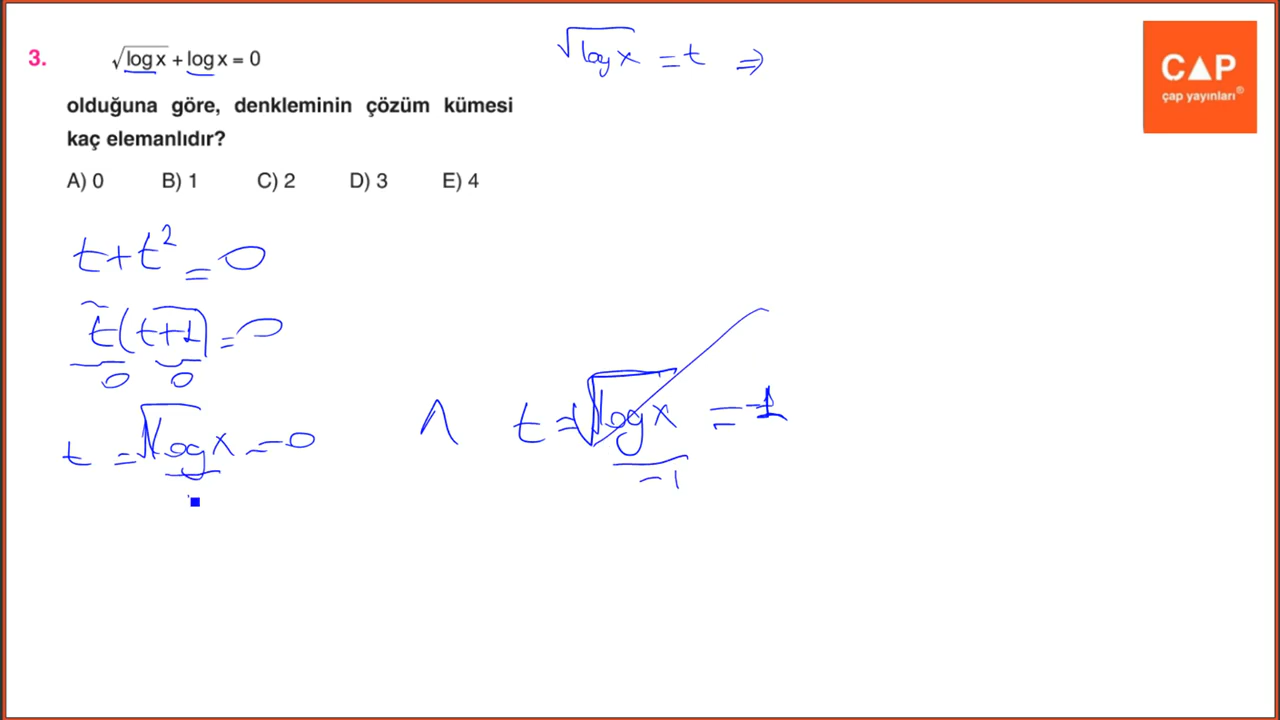 3. √log x + log x = 0
olduğuna göre, denkleminin çözüm kümesi
kaç elemanlıdır?
A) 0 B) 1 C) 2 D) 3 E) 4
√log x = t ⇒
CAP
çap yayınları®
t + t² = 0
t(t+1) = 0
0 0
t = √log x = 0 ∧ t = √log x = -1
-1